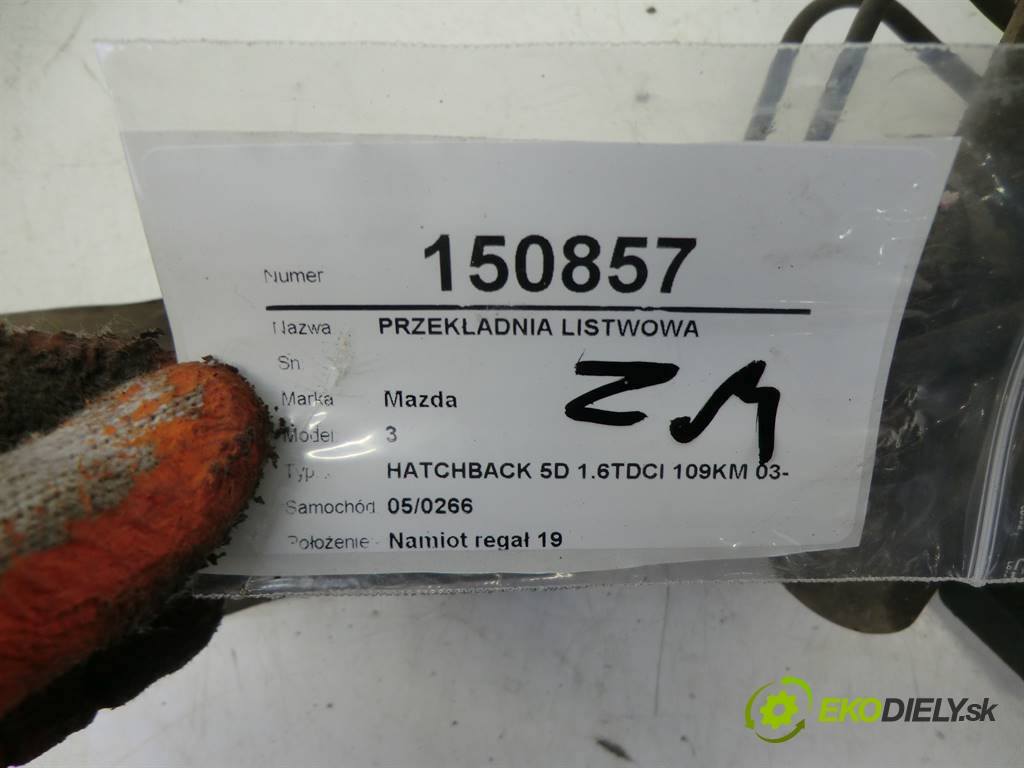 Numer 150857
Nazwa PRZEKŁADNIA LISTWOWA
Sn.
Marka Mazda
Model 3
Typ HATCHBACK 5D 1.6TDCI 109KM 03-
Samochód 05/0266
Położenie Namiot regał 19
EKODIELY.sk